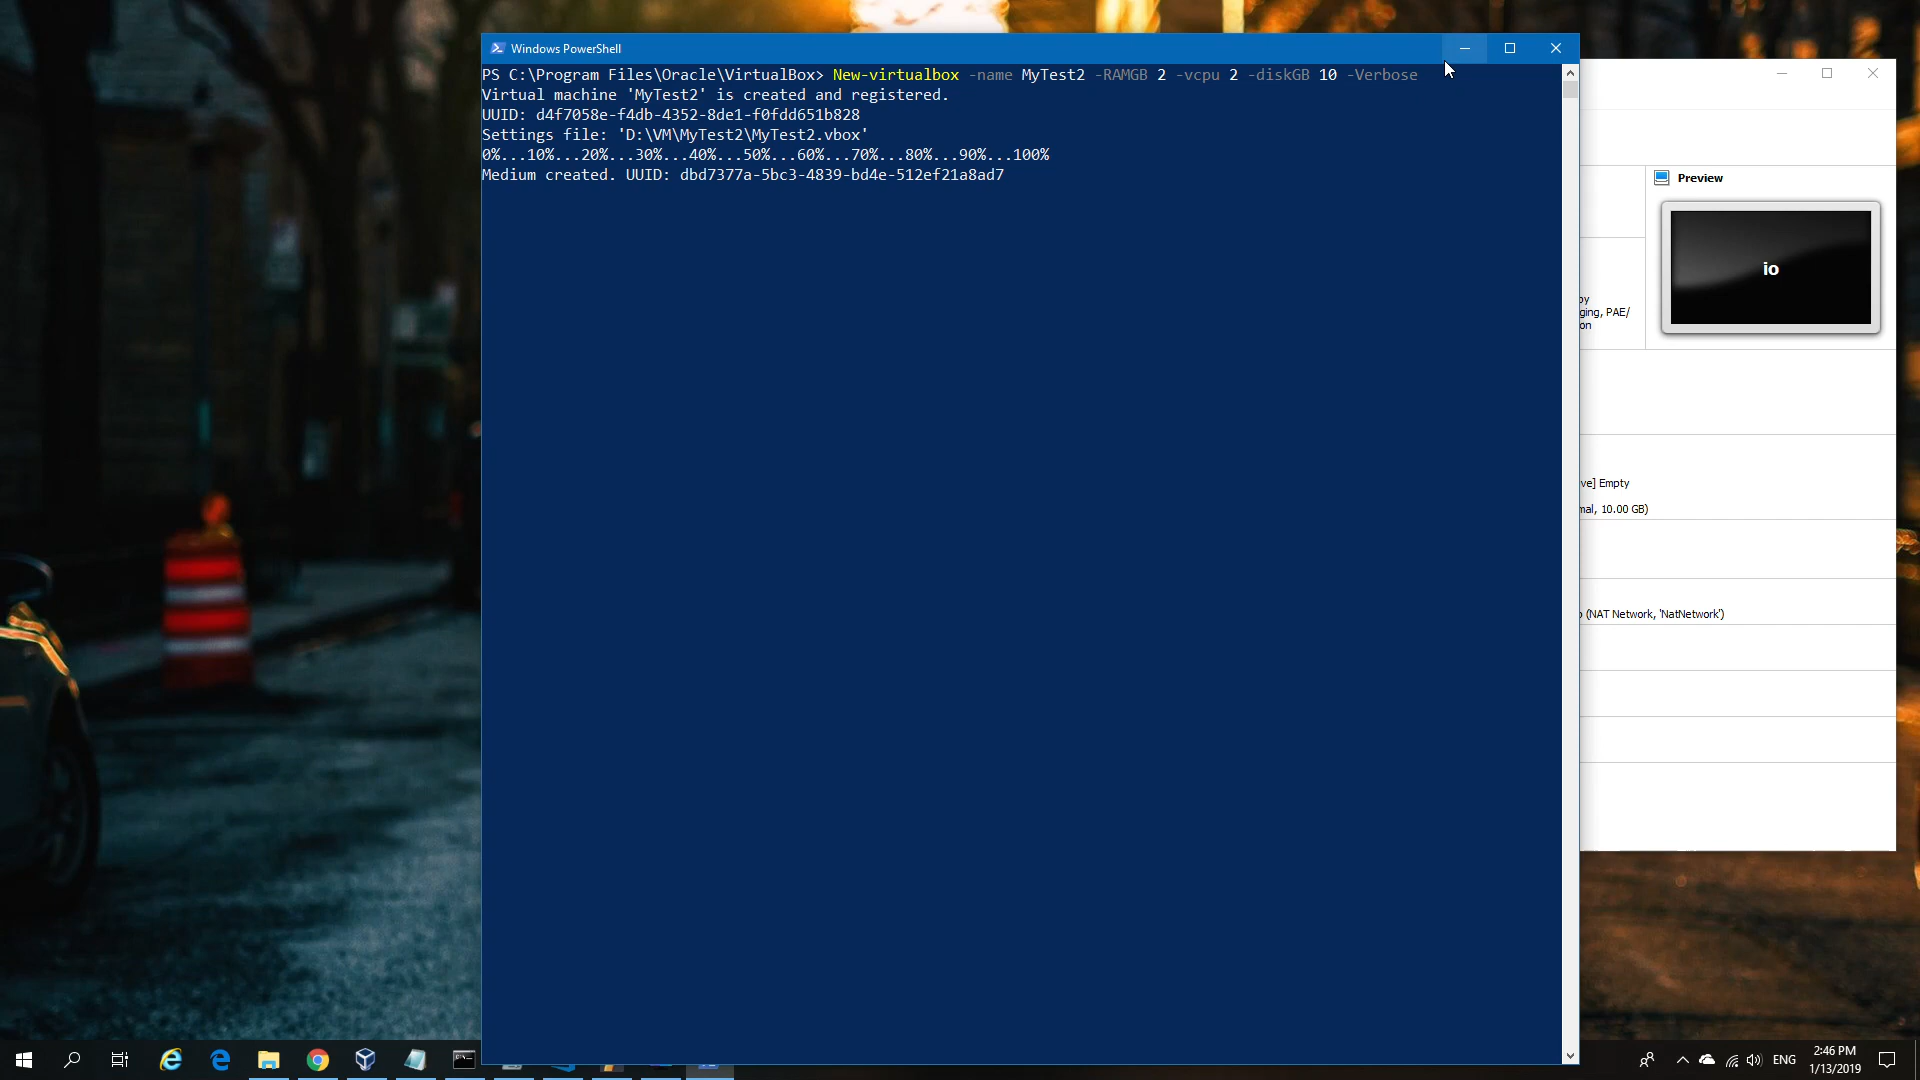 Windows PowerShell
PS C:\Program Files\Oracle\VirtualBox> New-virtualbox -name MyTest2 -RAMGB 2 -vcpu 2 -diskGB 10 -Verbose
Virtual machine 'MyTest2' is created and registered.
UUID: d4f7058e-f4db-4352-8de1-f0fdd651b828
Settings file: 'D:\VM\MyTest2\MyTest2.vbox'
0%...10%...20%...30%...40%...50%...60%...70%...80%...90%...100%
Medium created. UUID: dbd7377a-5bc3-4839-bd4e-512ef21a8ad7
Preview
io
by
ging, PAE/
on
ve] Empty
mal, 10.00 GB)
(NAT Network, 'NatNetwork')
ENG
2:46 PM
1/13/2019